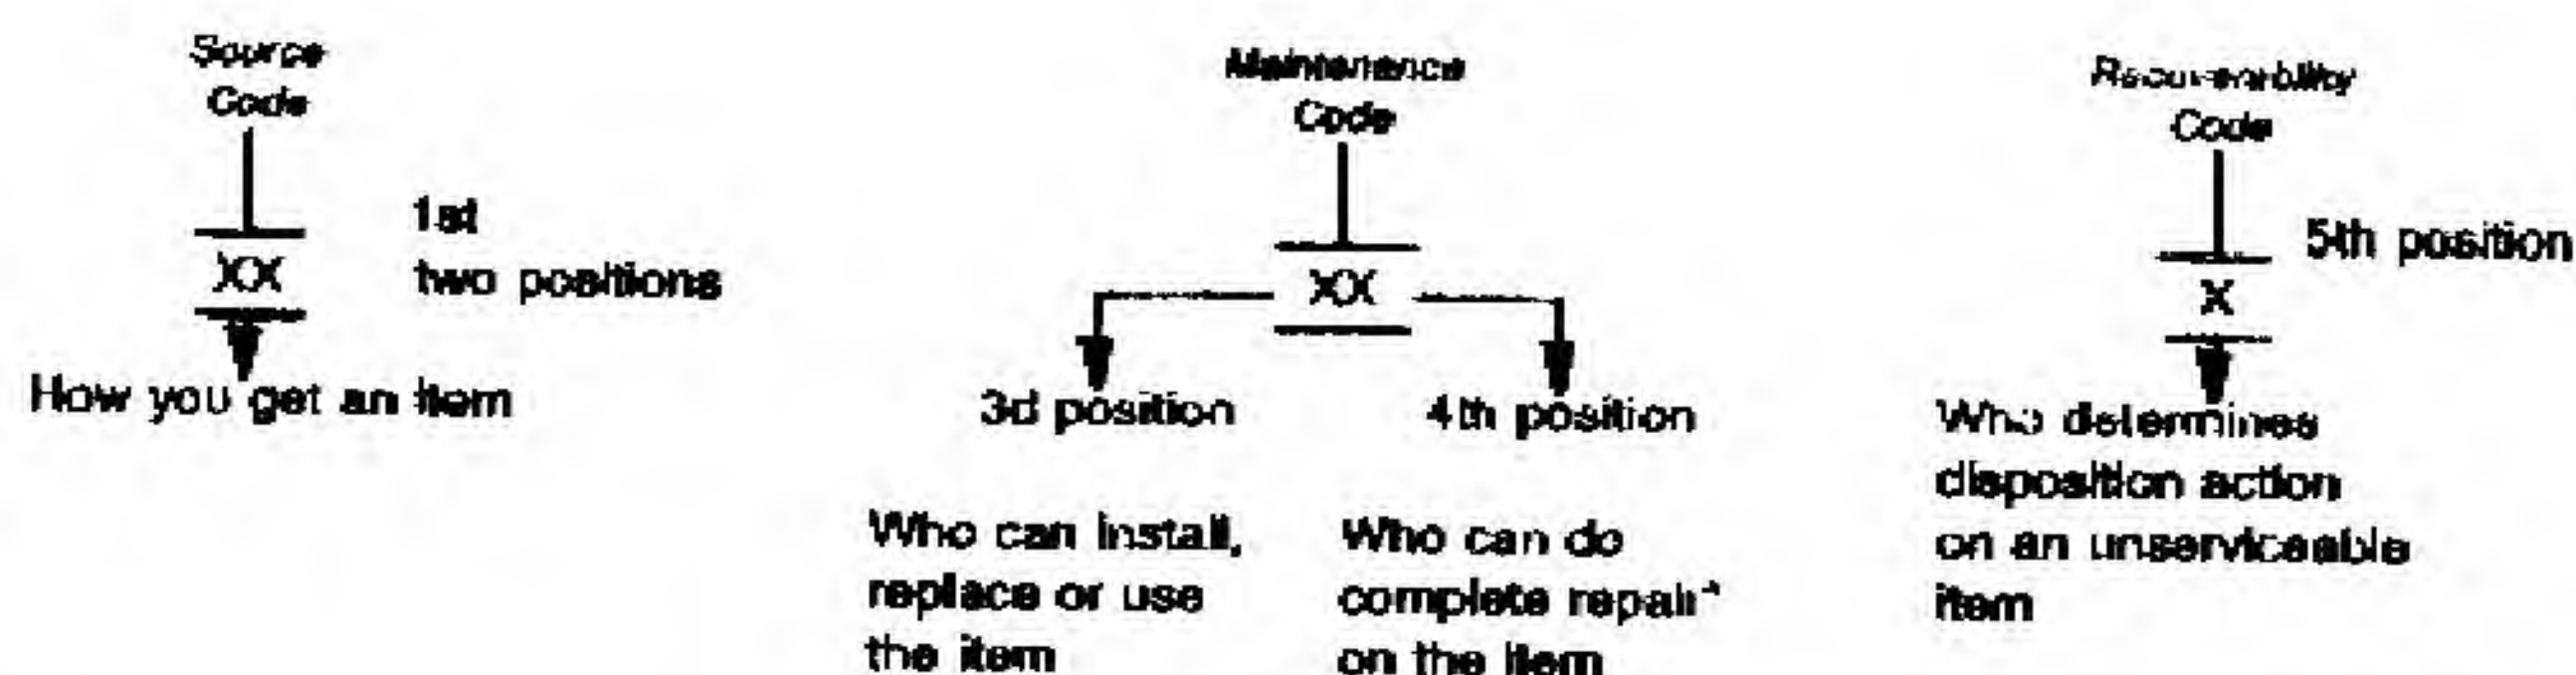 Source
Code
XX
1st
two positions
How you get an item
Maintenance
Code
XX
3d position
4th position
Who can install,
replace or use
the item
Who can do
complete repair*
on the item
Recoverability
Code
5th position
X
Who determines
disposition action
on an unserviceable
item